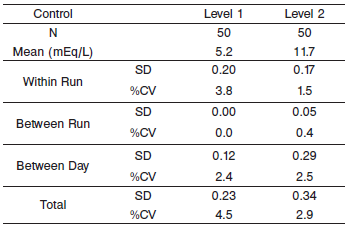 Control Level 1 Level 2
N 50 50
Mean (mEq/L) 5.2 11.7
Within Run SD 0.20 0.17
%CV 3.8 1.5
Between Run SD 0.00 0.05
%CV 0.0 0.4
Between Day SD 0.12 0.29
%CV 2.4 2.5
Total SD 0.23 0.34
%CV 4.5 2.9